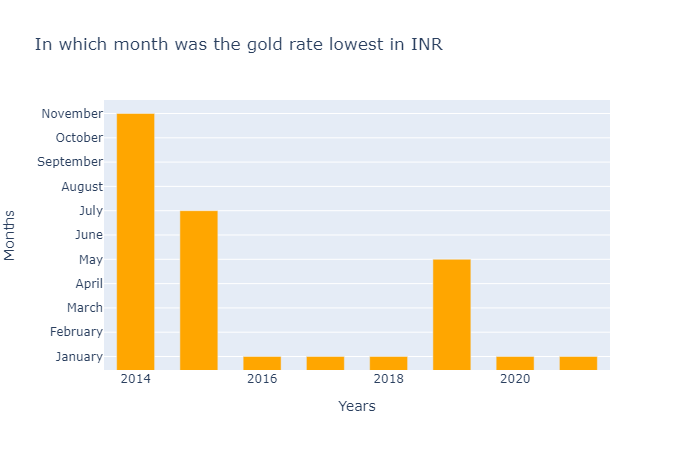 In which month was the gold rate lowest in INR
November
October
September
August
July
June
May
April
March
February
January
Months
2014
2016
2018
2020
Years